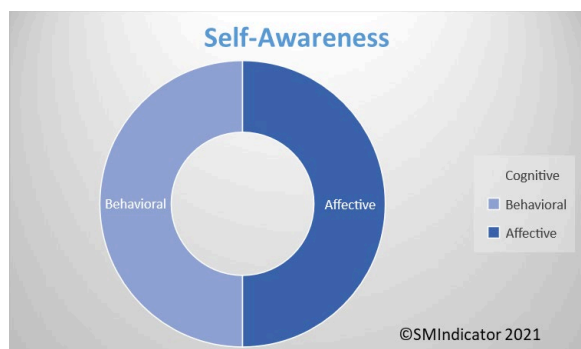 Self-Awareness
Behavioral
Affective
Cognitive
Behavioral
Affective
©SMIndicator 2021